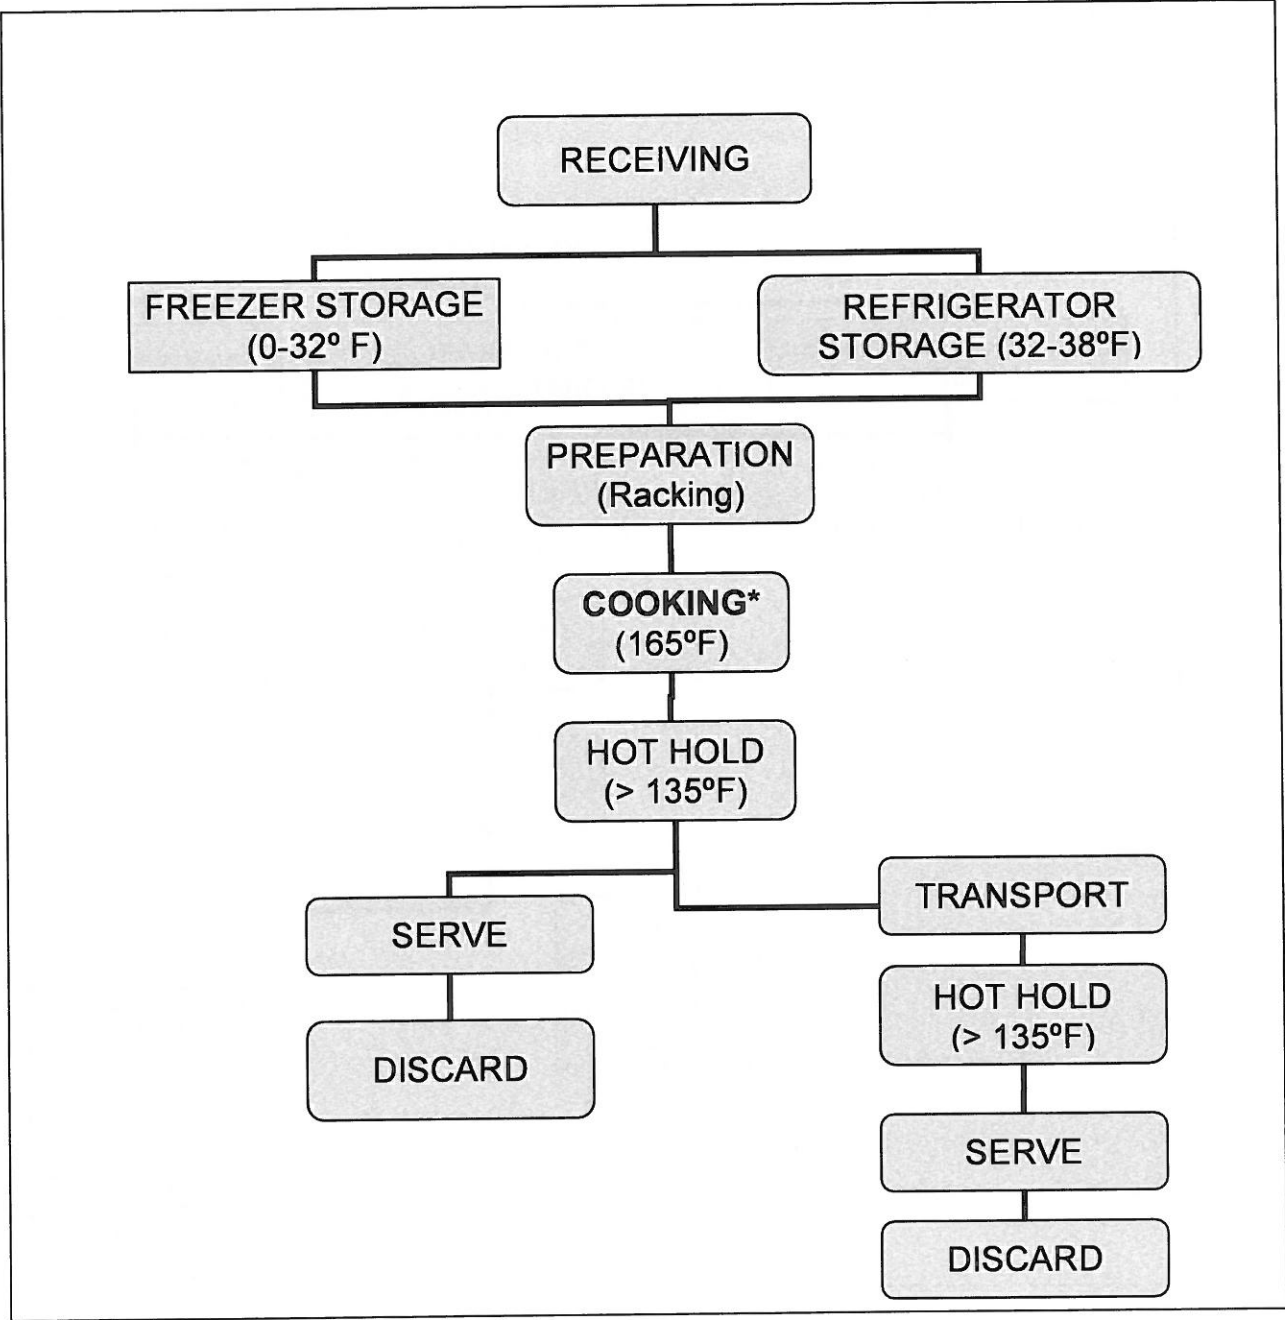 RECEIVING
FREEZER STORAGE
(0-32º F)
REFRIGERATOR
STORAGE (32-38ºF)
PREPARATION
(Racking)
COOKING*
(165ºF)
HOT HOLD
(> 135ºF)
SERVE
DISCARD
TRANSPORT
HOT HOLD
(> 135ºF)
SERVE
DISCARD